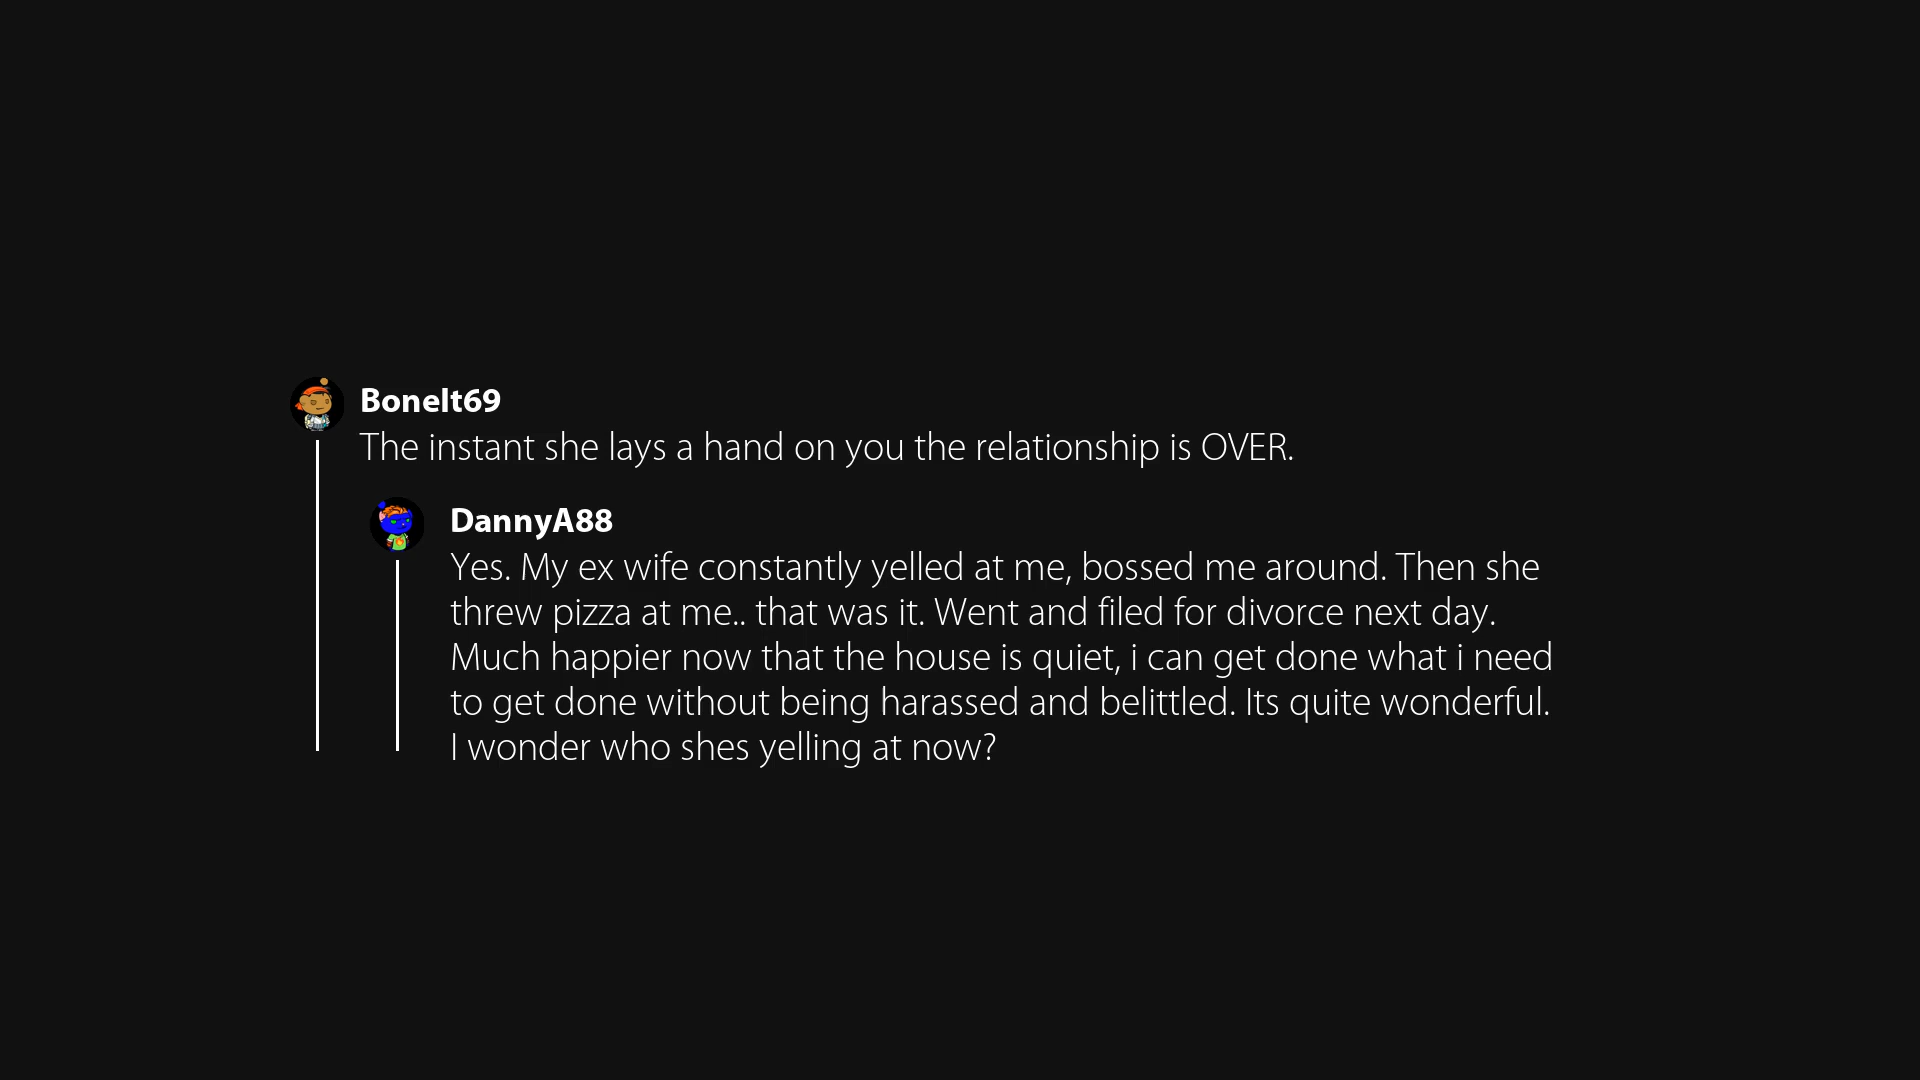 BoneIt69
The instant she lays a hand on you the relationship is OVER.
DannyA88
Yes. My ex wife constantly yelled at me, bossed me around. Then she
threw pizza at me.. that was it. Went and filed for divorce next day.
Much happier now that the house is quiet, i can get done what i need
to get done without being harassed and belittled. Its quite wonderful.
I wonder who shes yelling at now?